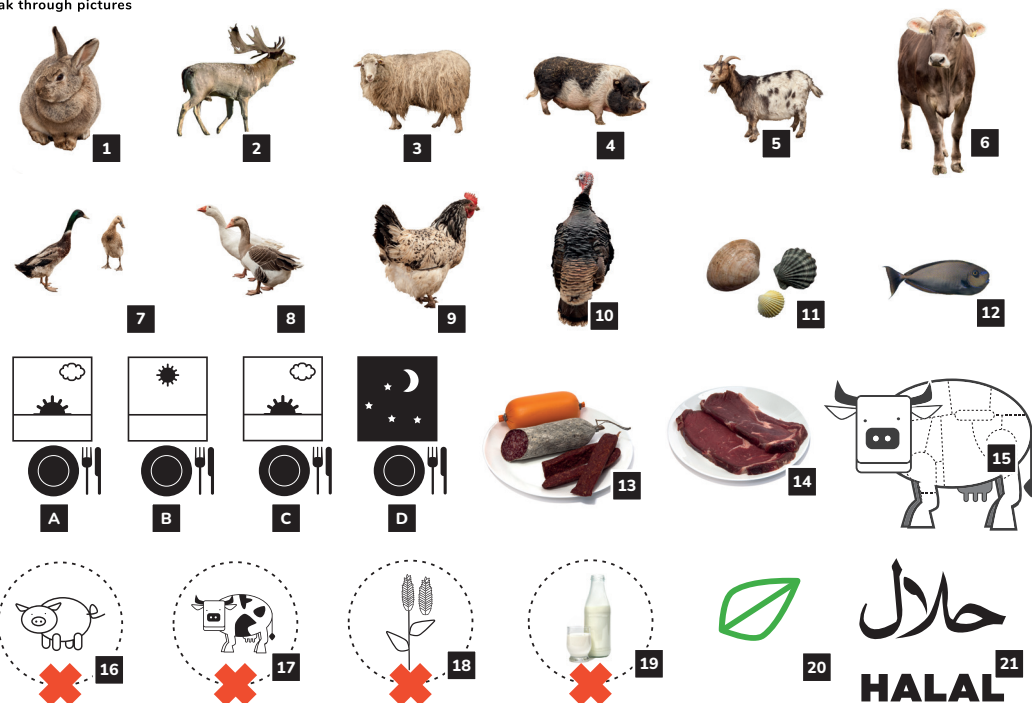 ak through pictures
1 2 3 4 5 6
7 8 9 10 11 12
A B C D 13 14 15
16 17 18 19 20 21
حلال
HALAL